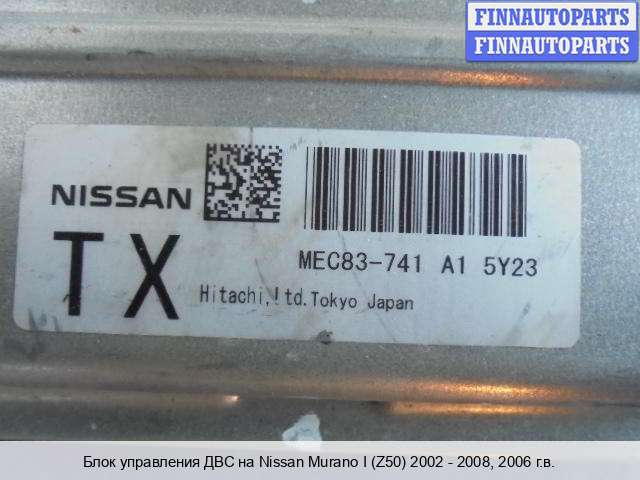 FINNAUTOPARTS
FINNAUTOPARTS
NISSAN
TX
MEC83-741 A1 5Y23
Hitachi,Ltd.Tokyo Japan
Блок управления ДВС на Nissan Murano I (Z50) 2002 - 2008, 2006 г.в.